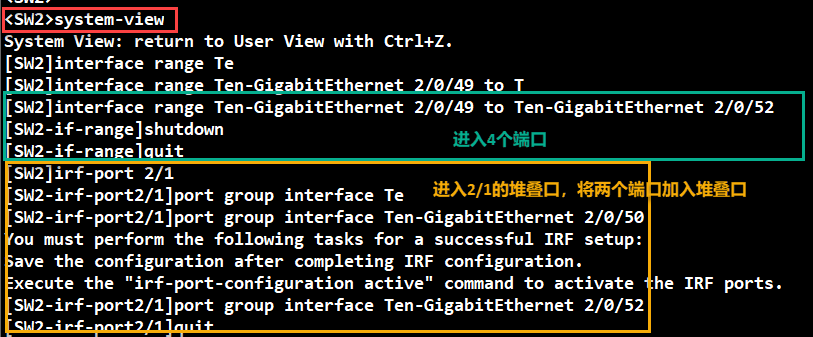 <SW2>system-view
System View: return to User View with Ctrl+Z.
[SW2]interface range Te
[SW2]interface range Ten-GigabitEthernet 2/0/49 to T
[SW2]interface range Ten-GigabitEthernet 2/0/49 to Ten-GigabitEthernet 2/0/52
[SW2-if-range]shutdown
进入4个端口
[SW2-if-range]quit
[SW2]irf-port 2/1
进入2/1的堆叠口，将两个端口加入堆叠口
[SW2-irf-port2/1]port group interface Te
[SW2-irf-port2/1]port group interface Ten-GigabitEthernet 2/0/50
You must perform the following tasks for a successful IRF setup:
Save the configuration after completing IRF configuration.
Execute the "irf-port-configuration active" command to activate the IRF ports.
[SW2-irf-port2/1]port group interface Ten-GigabitEthernet 2/0/52
[SW2-irf-port2/1]quit